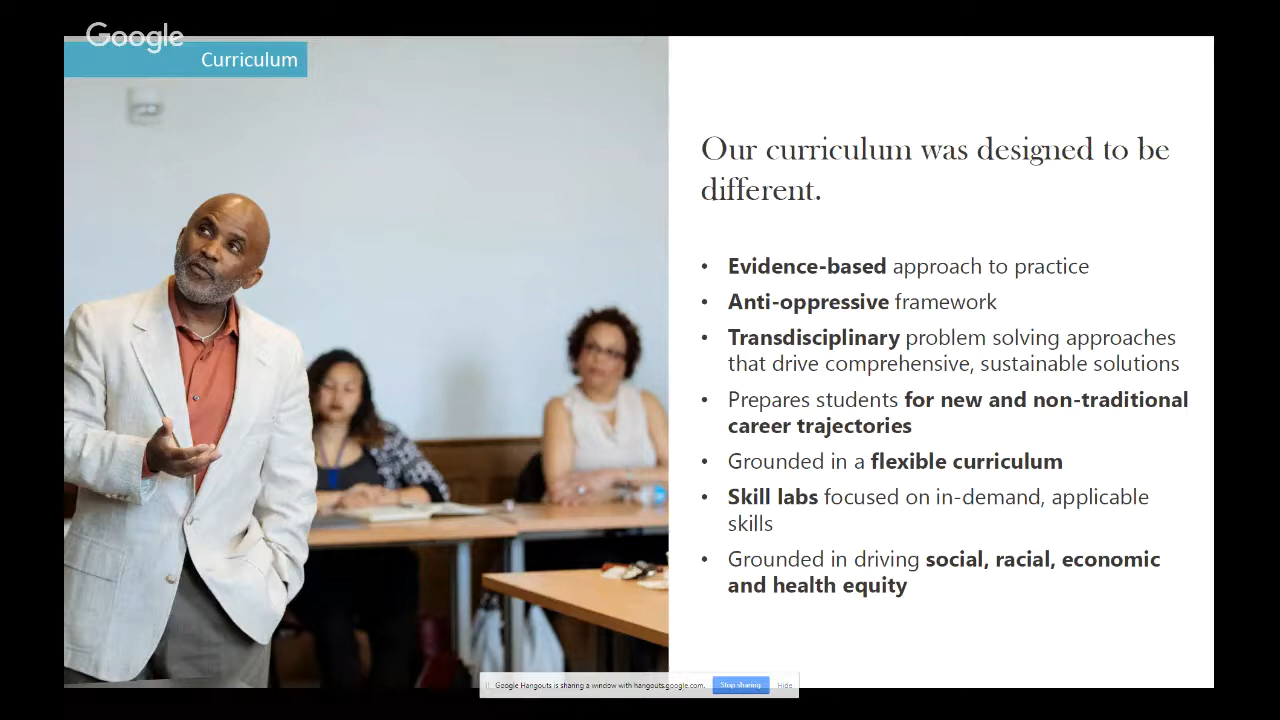 Google
Curriculum
Our curriculum was designed to be
different.
• Evidence-based approach to practice
• Anti-oppressive framework
• Transdisciplinary problem solving approaches
that drive comprehensive, sustainable solutions
• Prepares students for new and non-traditional
career trajectories
• Grounded in a flexible curriculum
• Skill labs focused on in-demand, applicable
skills
• Grounded in driving social, racial, economic
and health equity
Google Hangouts is sharing a window with hangouts.google.com. Stop sharing Hide